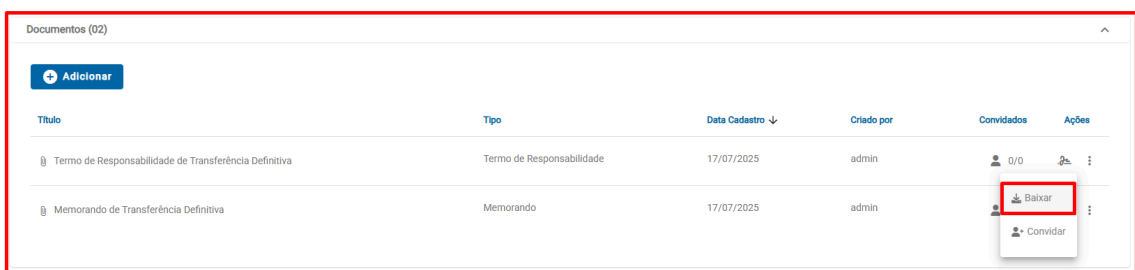 Documentos (02)
Adicionar
Título Tipo Data Cadastro Criado por Convidados Ações
Termo de Responsabilidade de Transferência Definitiva Termo de Responsabilidade 17/07/2025 admin 0/0
Baixar
Memorando de Transferência Definitiva Memorando 17/07/2025 admin
Convidar